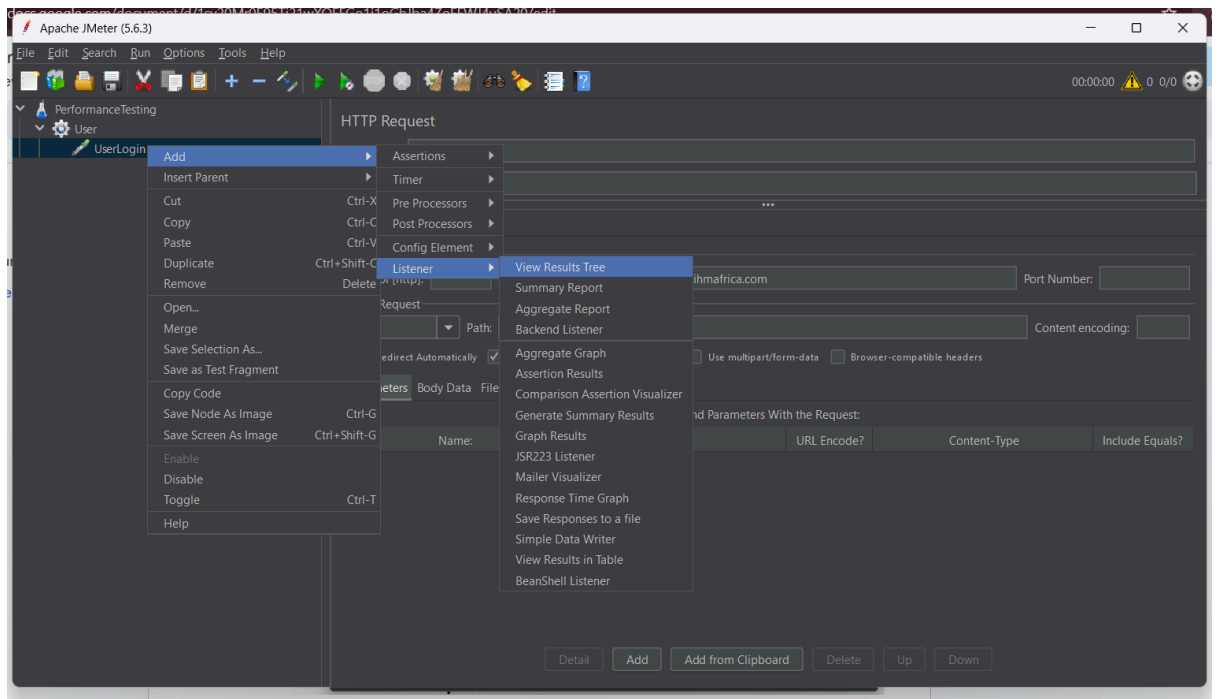 Apache JMeter (5.6.3)
File Edit Search Run Options Tools Help
00:00:00 0 0/0
PerformanceTesting
User
UserLogin
HTTP Request
Add
Insert Parent
Cut Ctrl-X
Copy Ctrl-C
Paste Ctrl-V
Duplicate Ctrl+Shift-C
Remove Delete
Open...
Merge
Save Selection As...
Save as Test Fragment
Copy Code
Save Node As Image Ctrl-G
Save Screen As Image Ctrl+Shift-G
Enable
Disable
Toggle Ctrl-T
Help
Assertions
Timer
Pre Processors
Post Processors
Config Element
Listener
View Results Tree
Summary Report
Aggregate Report
Backend Listener
Aggregate Graph
Assertion Results
Comparison Assertion Visualizer
Generate Summary Results
Graph Results
JSR223 Listener
Mailer Visualizer
Response Time Graph
Save Responses to a file
Simple Data Writer
View Results in Table
BeanShell Listener
ihmafrica.com Port Number:
Request
Path: Content encoding:
edirect Automatically Use multipart/form-data Browser-compatible headers
eters Body Data File
nd Parameters With the Request:
Name: URL Encode? Content-Type Include Equals?
Detail Add Add from Clipboard Delete Up Down